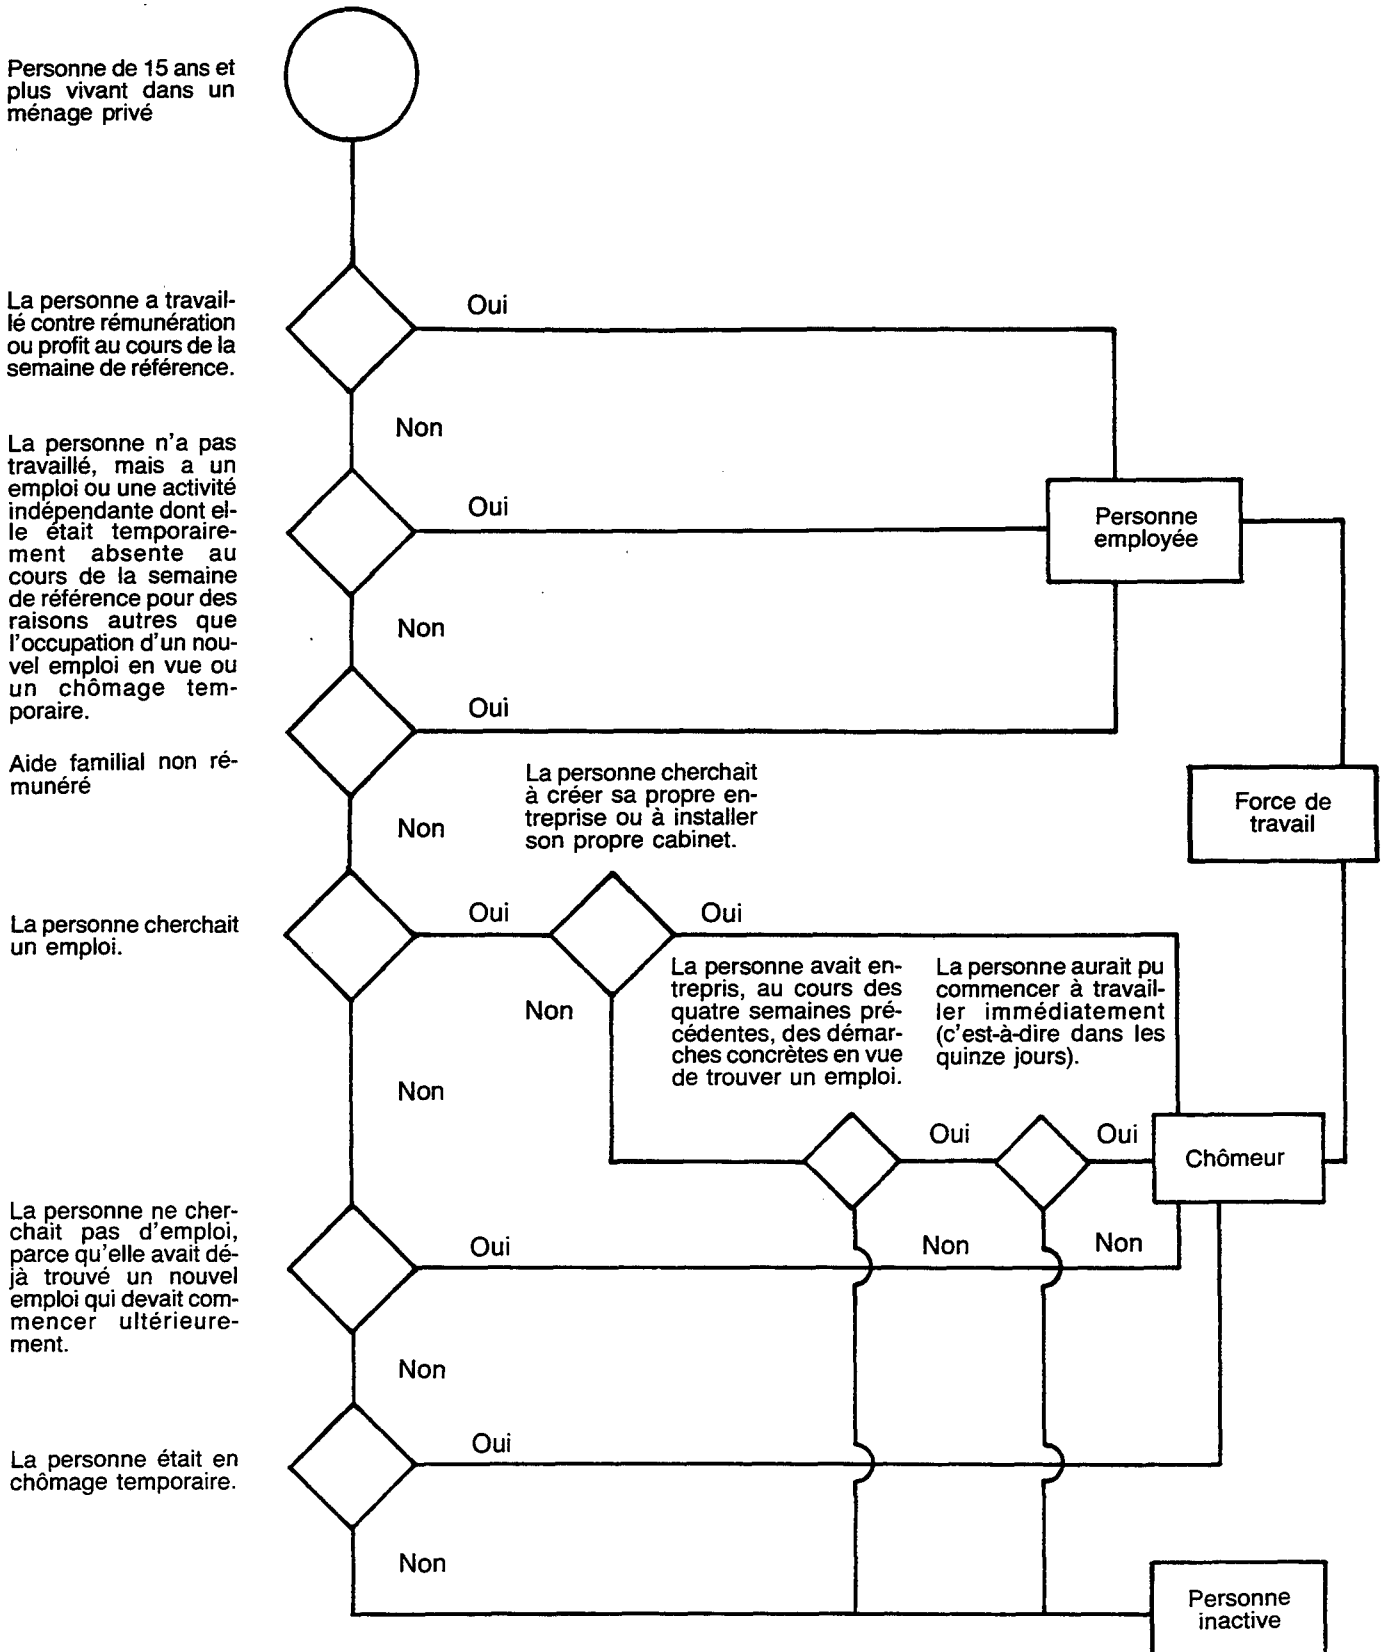 Personne de 15 ans et
plus vivant dans un
ménage privé
La personne a travail-
lé contre rémunération
ou profit au cours de la
semaine de référence.
Oui
Non
La personne n'a pas
travaillé, mais a un
emploi ou une activité
indépendante dont el-
le était temporaire-
ment absente au
cours de la semaine
de référence pour des
raisons autres que
l'occupation d'un nou-
vel emploi en vue ou
un chômage tem-
poraire.
Oui
Personne
employée
Non
Oui
Aide familial non ré-
munéré
Non
La personne cherchait
à créer sa propre en-
treprise ou à installer
son propre cabinet.
Force de
travail
La personne cherchait
un emploi.
Oui
Oui
Non
Non
La personne avait en-
trepris, au cours des
quatre semaines pré-
cédentes, des démar-
ches concrètes en vue
de trouver un emploi.
La personne aurait pu
commencer à travail-
ler immédiatement
(c'est-à-dire dans les
quinze jours).
Oui
Oui
Chômeur
Non
Non
La personne ne cher-
chait pas d'emploi,
parce qu'elle avait dé-
jà trouvé un nouvel
emploi qui devait com-
mencer ultérieure-
ment.
Oui
Non
La personne était en
chômage temporaire.
Oui
Non
Personne
inactive